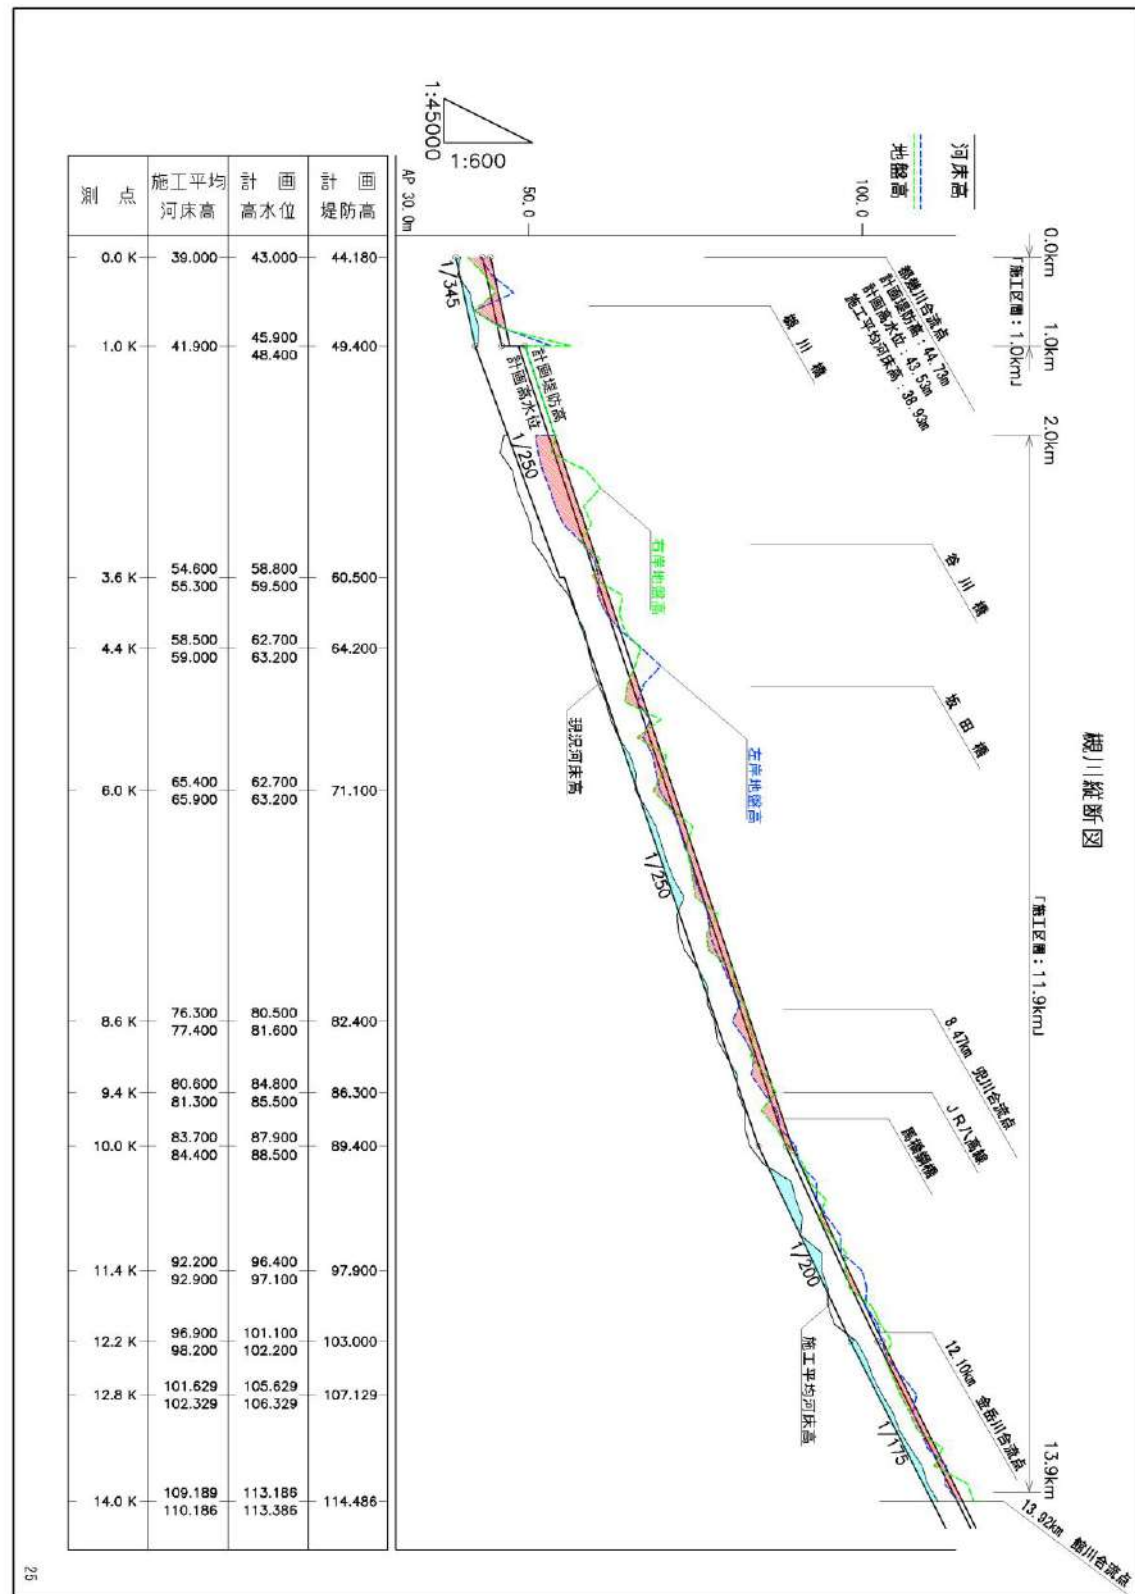 槻川縦断図
河床高
地盤高
1:45000
1:600
0.0km
「施工区間:1.0km」
1.0km
2.0km
「施工区間:11.9km」
13.9km
都幾川合流点
計画堤防高:44.73m
計画高水位:43.53m
施工平均河床高:38.93m
槻川橋
谷川橋
坂田橋
8.47km 兜川合流点
JR八高線
馬橋鋼橋
12.10km 金岳川合流点
13.92km 館川合流点
100.0
50.0
AP 30.0m
計画堤防高
計画高水位
右岸地盤高
左岸地盤高
現況河床高
施工平均河床高
1/345
1/250
1/250
1/200
1/175
測点 施工平均河床高 計画高水位 計画堤防高
0.0 K 39.000 43.000 44.180
45.900
1.0 K 41.900 49.400
48.400
54.600 58.800
3.6 K 60.500
55.300 59.500
58.500 62.700
4.4 K 64.200
59.000 63.200
65.400 62.700
6.0 K 71.100
65.900 63.200
76.300 80.500
8.6 K 82.400
77.400 81.600
80.600 84.800
9.4 K 86.300
81.300 85.500
83.700 87.900
10.0 K 89.400
84.400 88.500
92.200 96.400
11.4 K 97.900
92.900 97.100
96.900 101.100
12.2 K 103.000
98.200 102.200
101.629 105.629
12.8 K 107.129
102.329 106.329
109.189 113.186
14.0 K 114.486
110.186 113.386